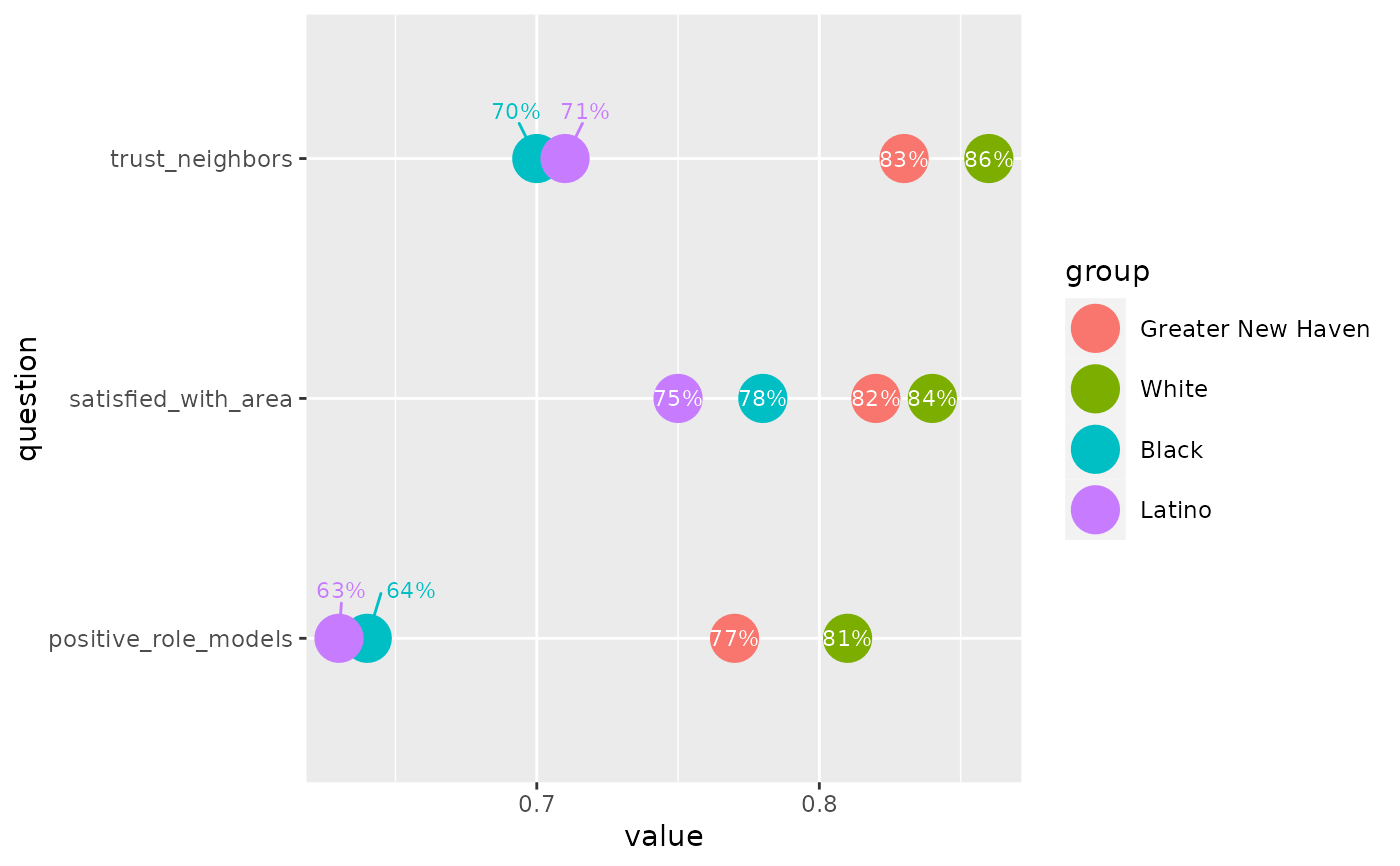 70% 71%
trust_neighbors 83% 86%
group
Greater New Haven
White
Black
Latino
question
satisfied_with_area 75% 78% 82% 84%
63% 64%
positive_role_models 77% 81%
0.7 0.8
value